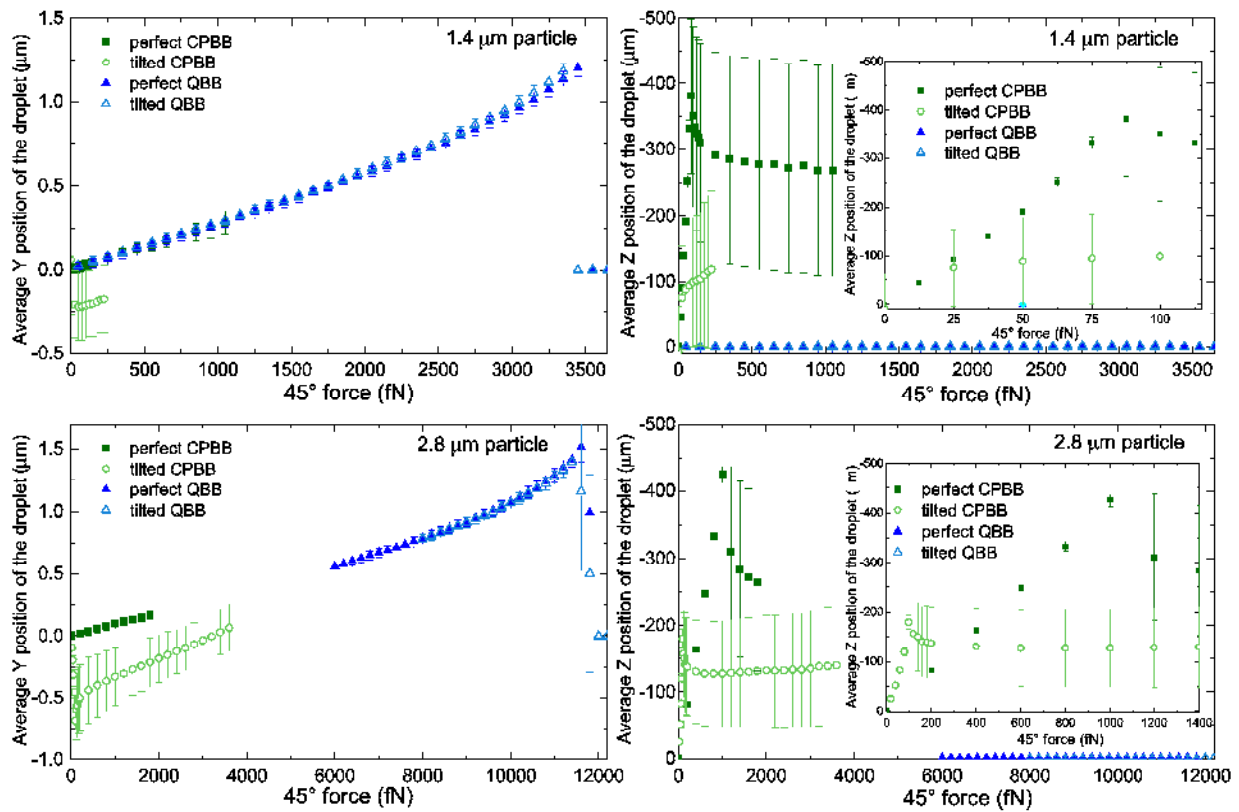 1.5
1.0
0.5
0.0
-0.5
Average Y position of the droplet (µm)
perfect CPBB
tilted CPBB
perfect QBB
tilted QBB
1.4 µm particle
0 500 1000 1500 2000 2500 3000 3500
45° force (fN)
-500
-400
-300
-200
-100
0
Average Z position of the droplet (µm)
1.4 µm particle
-500
-300
-200
-100
0
Average Z position of the droplet ( m)
perfect CPBB
tilted CPBB
perfect QBB
tilted QBB
0 25 50 75 100
45° force (fN)
0 500 1000 1500 2000 2500 3000 3500
45° force (fN)
1.5
1.0
0.5
0.0
-0.5
-1.0
Average Y position of the droplet (µm)
perfect CPBB
tilted CPBB
perfect QBB
tilted QBB
2.8 µm particle
0 2000 4000 6000 8000 10000 12000
45° force (fN)
-500
-400
-300
-200
-100
0
Average Z position of the droplet (µm)
2.8 µm particle
-500
-300
-200
-100
0
Average Z position of the droplet ( m)
perfect CPBB
tilted CPBB
perfect QBB
tilted QBB
0 200 400 600 800 1000 1200 1400
45° force (fN)
0 2000 4000 6000 8000 10000 12000
45° force (fN)